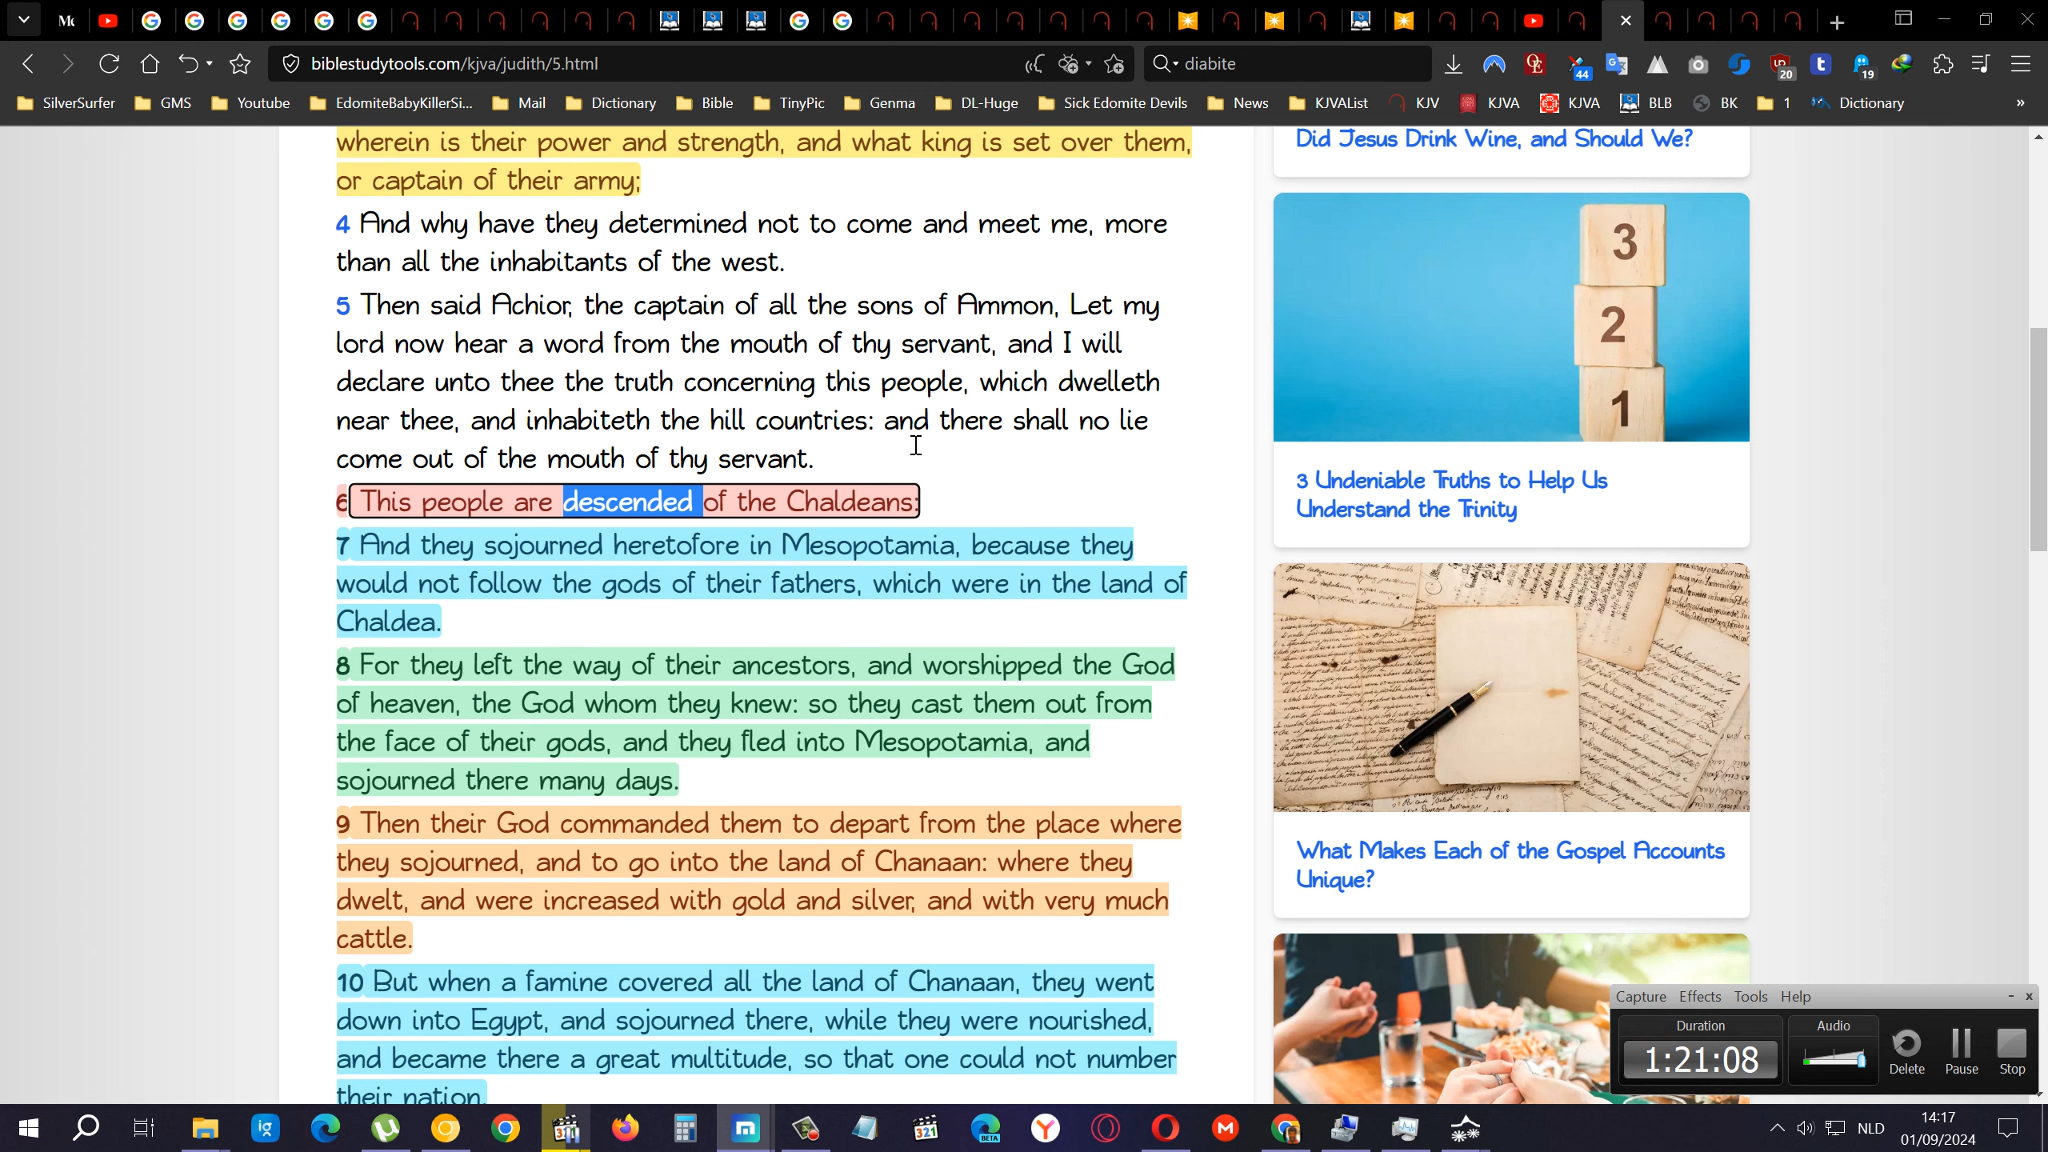 biblestudytools.com/kjva/judith/5.html
diabite
44
20
19
SilverSurfer
GMS
Youtube
EdomiteBabyKillerSi...
Mail
Dictionary
Bible
TinyPic
Genma
DL-Huge
Sick Edomite Devils
News
KJVAList
KJV
KJVA
KJVA
BLB
BK
1
Dictionary
»
wherein is their power and strength, and what king is set over them,
or captain of their army;
4 And why have they determined not to come and meet me, more
than all the inhabitants of the west.
5 Then said Achior, the captain of all the sons of Ammon, Let my
lord now hear a word from the mouth of thy servant, and I will
declare unto thee the truth concerning this people, which dwelleth
near thee, and inhabiteth the hill countries: and there shall no lie
come out of the mouth of thy servant.
6 This people are descended of the Chaldeans:
7 And they sojourned heretofore in Mesopotamia, because they
would not follow the gods of their fathers, which were in the land of
Chaldea.
8 For they left the way of their ancestors, and worshipped the God
of heaven, the God whom they knew: so they cast them out from
the face of their gods, and they fled into Mesopotamia, and
sojourned there many days.
9 Then their God commanded them to depart from the place where
they sojourned, and to go into the land of Chanaan: where they
dwelt, and were increased with gold and silver, and with very much
cattle.
10 But when a famine covered all the land of Chanaan, they went
down into Egypt, and sojourned there, while they were nourished,
and became there a great multitude, so that one could not number
their nation.
Did Jesus Drink Wine, and Should We?
3
2
1
3 Undeniable Truths to Help Us
Understand the Trinity
What Makes Each of the Gospel Accounts
Unique?
Capture Effects Tools Help
Duration
1:21:08
Audio
Delete
Pause
Stop
NLD
14:17
01/09/2024